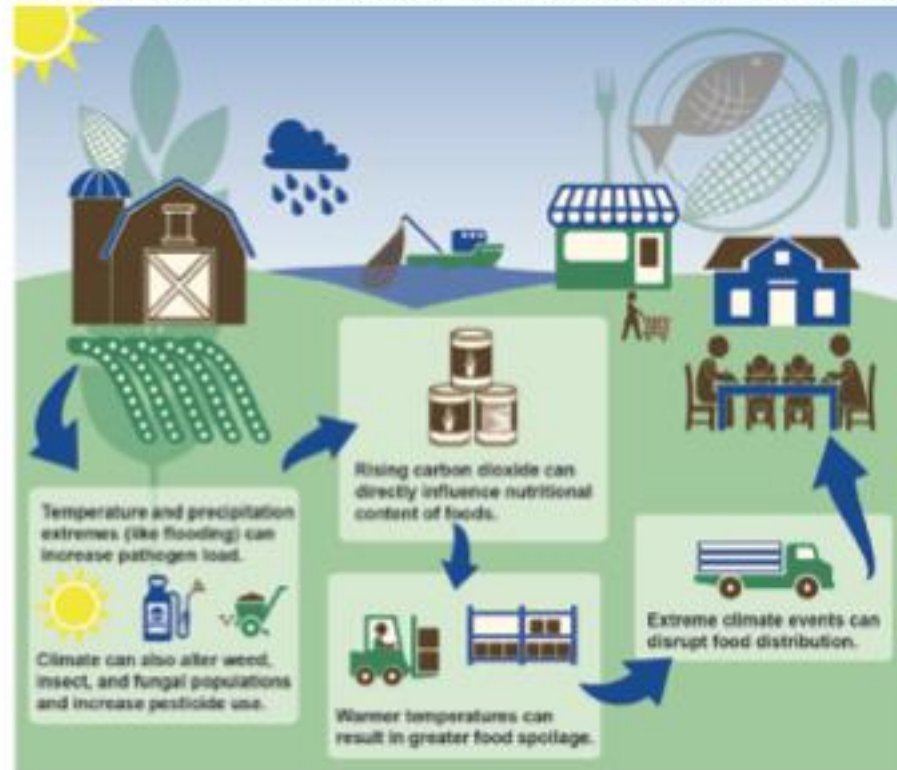 Temperature and precipitation
extremes (like flooding) can
increase pathogen load.
Climate can also alter weed,
insect, and fungal populations
and increase pesticide use.
Rising carbon dioxide can
directly influence nutritional
content of foods.
Warmer temperatures can
result in greater food spoilage.
Extreme climate events can
disrupt food distribution.